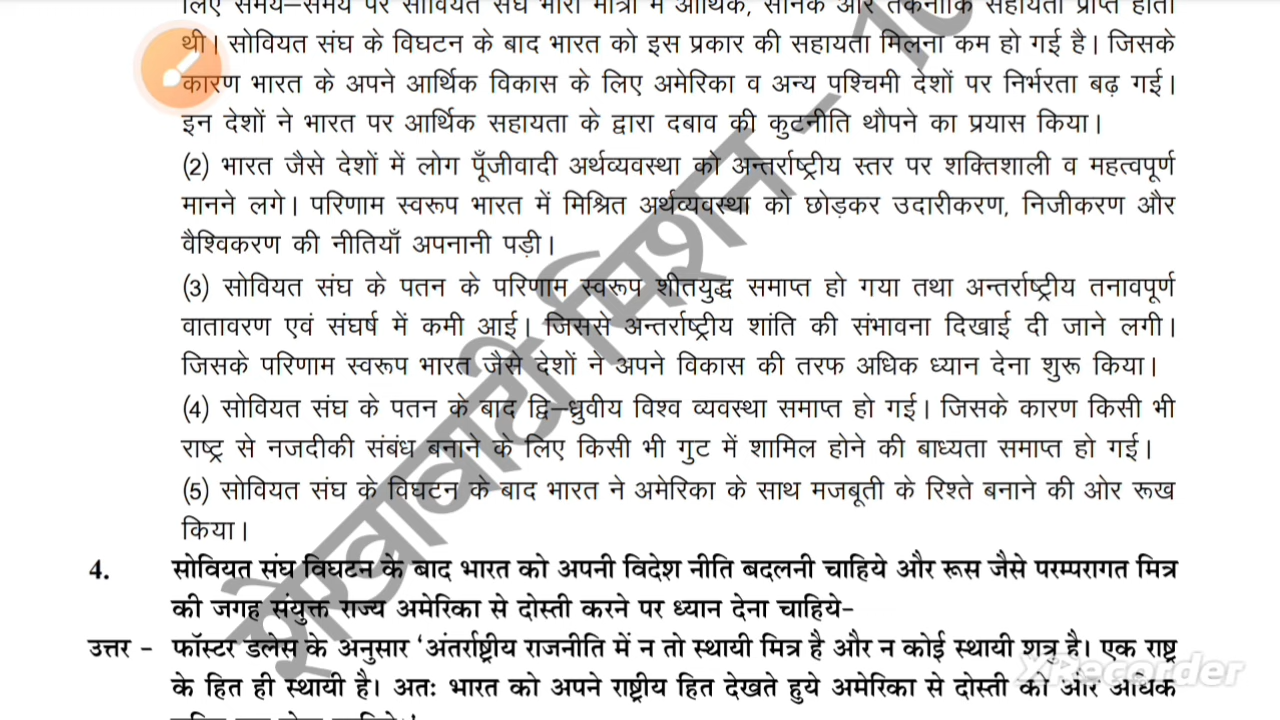 लिए समय–समय पर सोवियत संघ भारी मात्रा में आर्थिक, सैनिक और तकनीकि सहायता प्राप्त होती
थी। सोवियत संघ के विघटन के बाद भारत को इस प्रकार की सहायता मिलना कम हो गई है। जिसके
कारण भारत के अपने आर्थिक विकास के लिए अमेरिका व अन्य पश्चिमी देशों पर निर्भरता बढ़ गई।
इन देशों ने भारत पर आर्थिक सहायता के द्वारा दबाव की कुटनीति थौपने का प्रयास किया।
(2) भारत जैसे देशों में लोग पूँजीवादी अर्थव्यवस्था को अन्तर्राष्ट्रीय स्तर पर शक्तिशाली व महत्वपूर्ण
मानने लगे। परिणाम स्वरूप भारत में मिश्रित अर्थव्यवस्था को छोड़कर उदारीकरण, निजीकरण और
वैश्विकरण की नीतियाँ अपनानी पड़ी।
(3) सोवियत संघ के पतन के परिणाम स्वरूप शीतयुद्ध समाप्त हो गया तथा अन्तर्राष्ट्रीय तनावपूर्ण
वातावरण एवं संघर्ष में कमी आई। जिससे अन्तर्राष्ट्रीय शांति की संभावना दिखाई दी जाने लगी।
जिसके परिणाम स्वरूप भारत जैसे देशों ने अपने विकास की तरफ अधिक ध्यान देना शुरू किया।
(4) सोवियत संघ के पतन के बाद द्वि–ध्रुवीय विश्व व्यवस्था समाप्त हो गई। जिसके कारण किसी भी
राष्ट्र से नजदीकी संबंध बनाने के लिए किसी भी गुट में शामिल होने की बाध्यता समाप्त हो गई।
(5) सोवियत संघ के विघटन के बाद भारत ने अमेरिका के साथ मजबूती के रिश्ते बनाने की ओर रूख
किया।
4. सोवियत संघ विघटन के बाद भारत को अपनी विदेश नीति बदलनी चाहिये और रूस जैसे परम्परागत मित्र
की जगह संयुक्त राज्य अमेरिका से दोस्ती करने पर ध्यान देना चाहिये-
उत्तर - फॉस्टर डलेस के अनुसार 'अंतर्राष्ट्रीय राजनीति में न तो स्थायी मित्र है और न कोई स्थायी शत्रु है। एक राष्ट्र
के हित ही स्थायी है। अतः भारत को अपने राष्ट्रीय हित देखते हुये अमेरिका से दोस्ती की ओर अधिक
शेखावाटी मिशन - 10
XRecorder